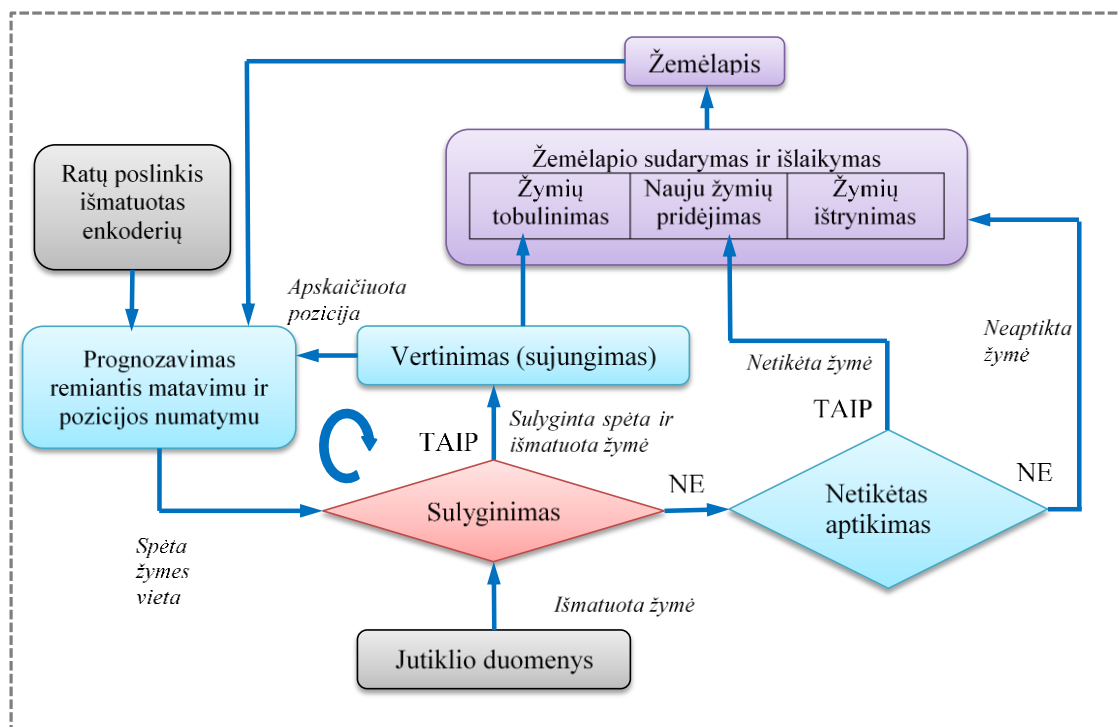 Žemėlapis
Ratų poslinkis
išmatuotas
enkoderių
Žemėlapio sudarymas ir išlaikymas
Žymių
tobulinimas
Nauju žymių
pridėjimas
Žymių
ištrynimas
Apskaičiuota
pozicija
Neaptikta
žymė
Prognozavimas
remiantis matavimu ir
pozicijos numatymu
Vertinimas (sujungimas)
Netikėta žymė
TAIP
Sulyginta spėta ir
išmatuota žymė
TAIP
NE
NE
Sulyginimas
Netikėtas
aptikimas
Spėta
žymes
vieta
Išmatuota žymė
Jutiklio duomenys